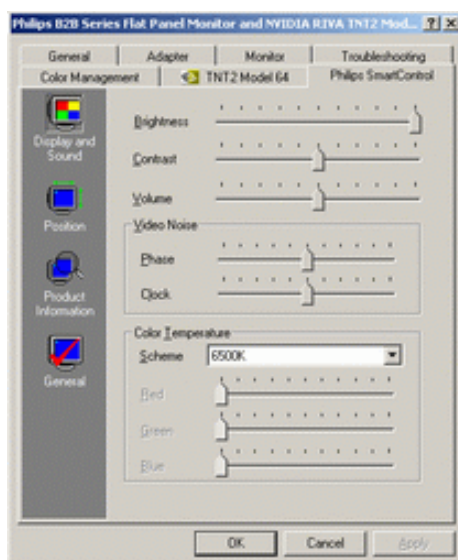 Philips B2B Series Flat Panel Monitor and NVIDIA RIVA TNT2 Mod...
General Adapter Monitor Troubleshooting
Color Management TNT2 Model 64 Philips SmartControl
Display and
Sound
Position
Product
Information
General
Brightness
Contrast
Volume
Video Noise
Phase
Clock
Color Temperature
Scheme 6500K
Red
Green
Blue
OK Cancel Apply